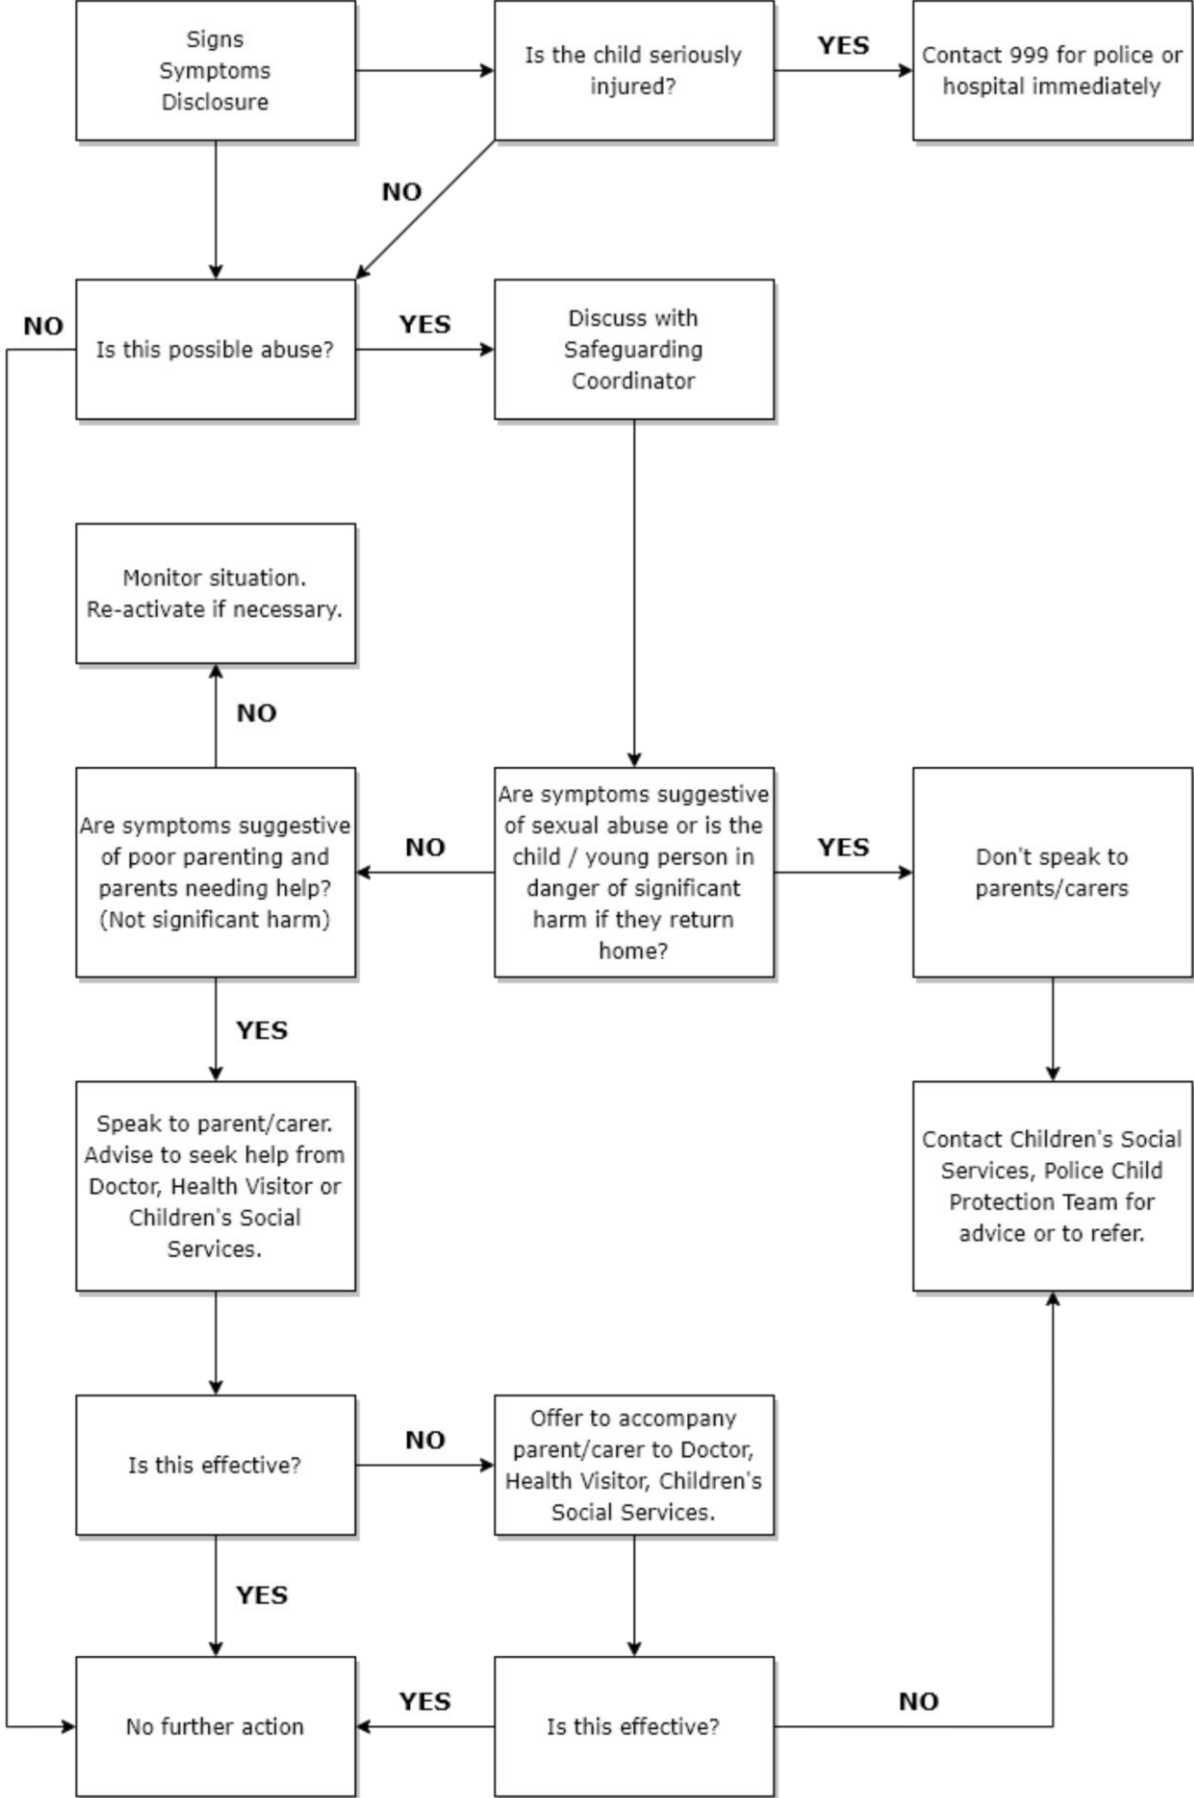 Signs
Symptoms
Disclosure
Is the child seriously
injured?
YES
Contact 999 for police or
hospital immediately
NO
NO
Is this possible abuse?
YES
Discuss with
Safeguarding
Coordinator
Monitor situation.
Re-activate if necessary.
NO
Are symptoms suggestive
of poor parenting and
parents needing help?
(Not significant harm)
NO
Are symptoms suggestive
of sexual abuse or is the
child / young person in
danger of significant
harm if they return
home?
YES
Don't speak to
parents/carers
YES
Speak to parent/carer.
Advise to seek help from
Doctor, Health Visitor or
Children's Social
Services.
Contact Children's Social
Services, Police Child
Protection Team for
advice or to refer.
Is this effective?
NO
Offer to accompany
parent/carer to Doctor,
Health Visitor, Children's
Social Services.
YES
No further action
YES
Is this effective?
NO